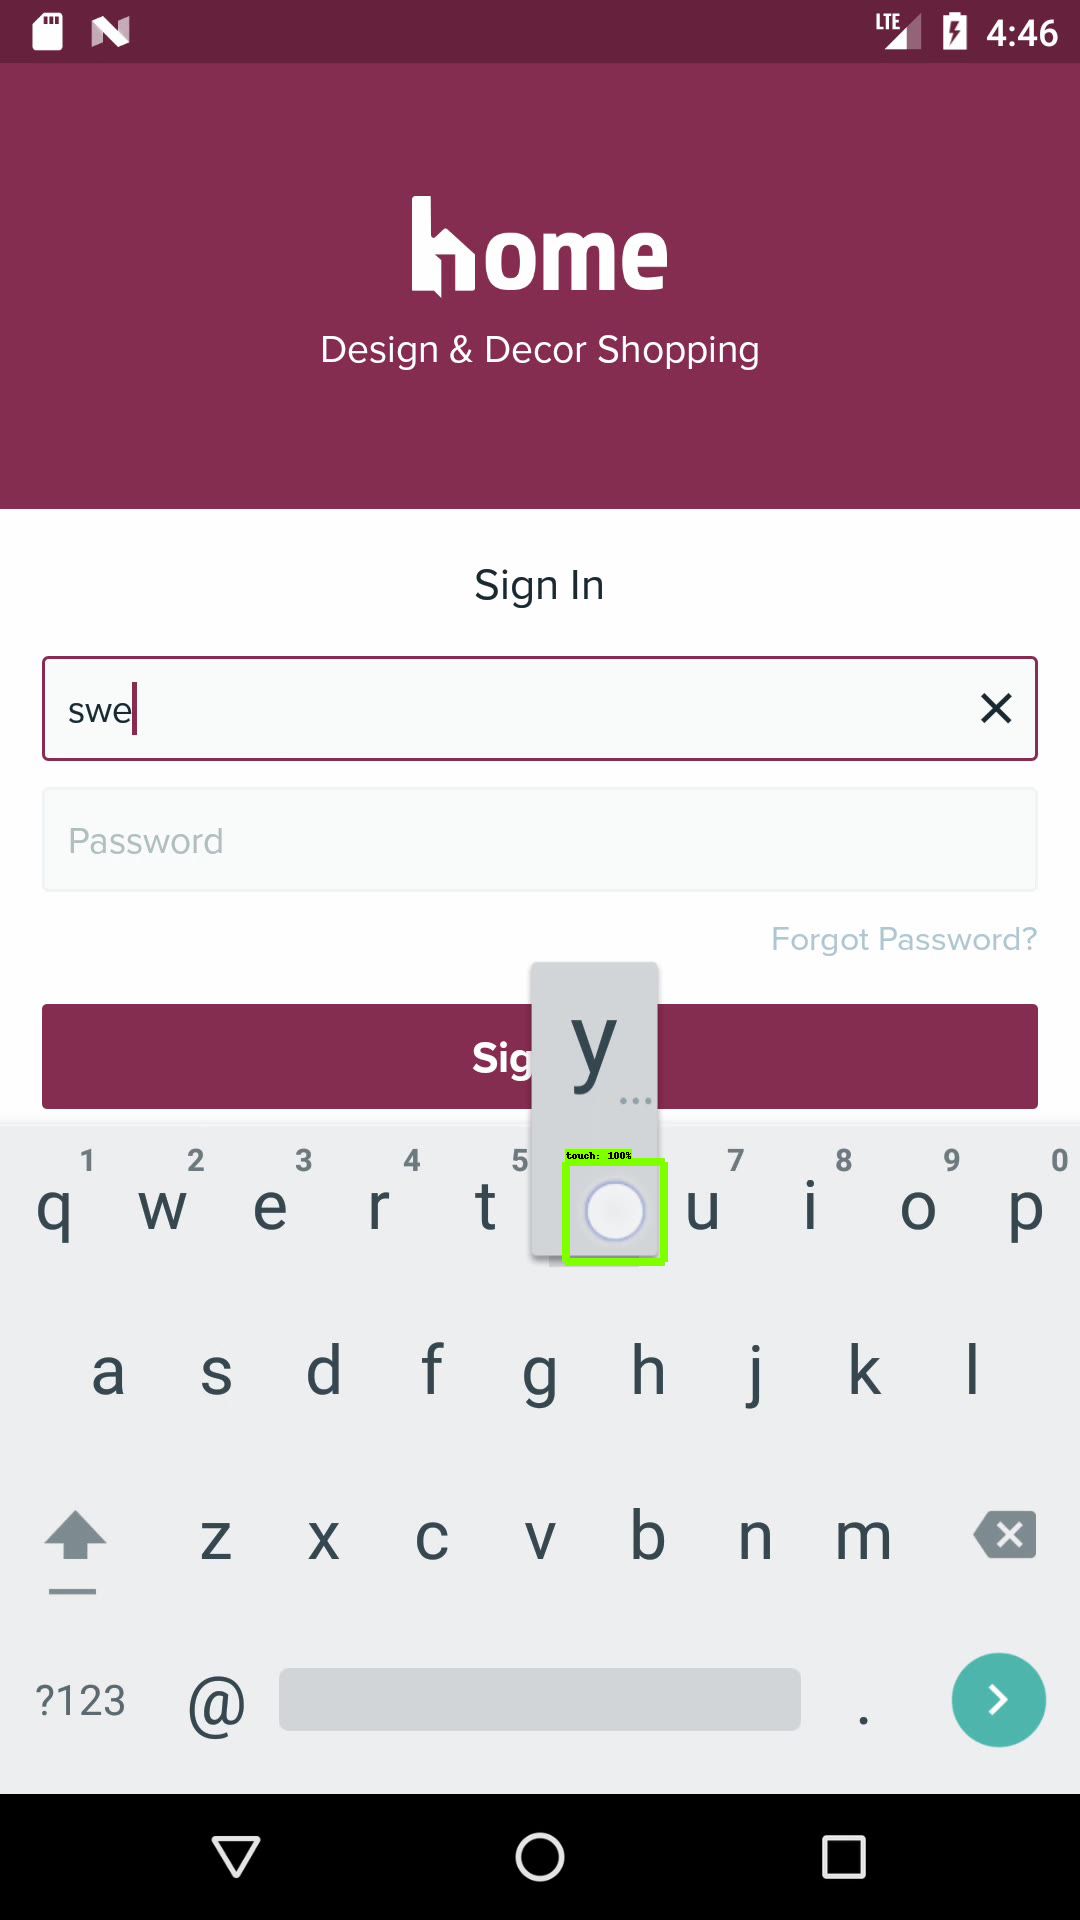 LTE 4:46
home
Design & Decor Shopping
Sign In
swe
Password
Forgot Password?
Sig
y
touch: 100%
1 2 3 4 5 7 8 9 0
q w e r t u i o p
a s d f g h j k l
z x c v b n m
?123 @ .